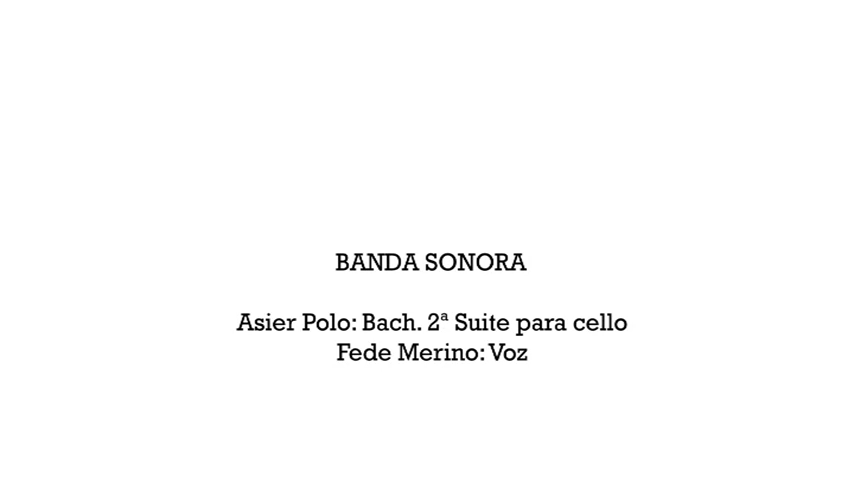 BANDA SONORA
Asier Polo: Bach. 2ª Suite para cello
Fede Merino: Voz